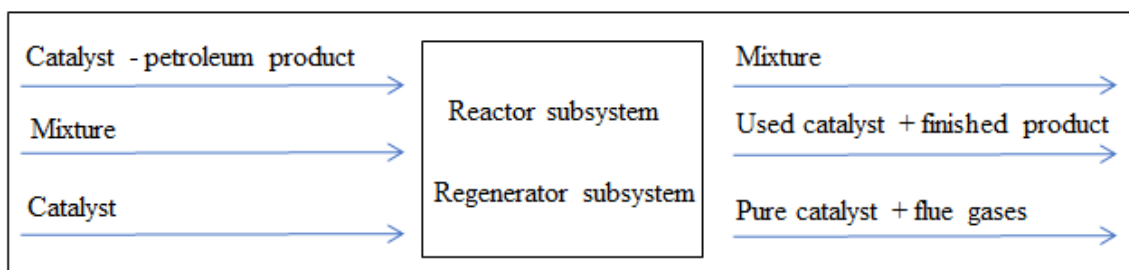 Catalyst - petroleum product
Mixture
Catalyst
Reactor subsystem
Regenerator subsystem
Mixture
Used catalyst + finished product
Pure catalyst + flue gases